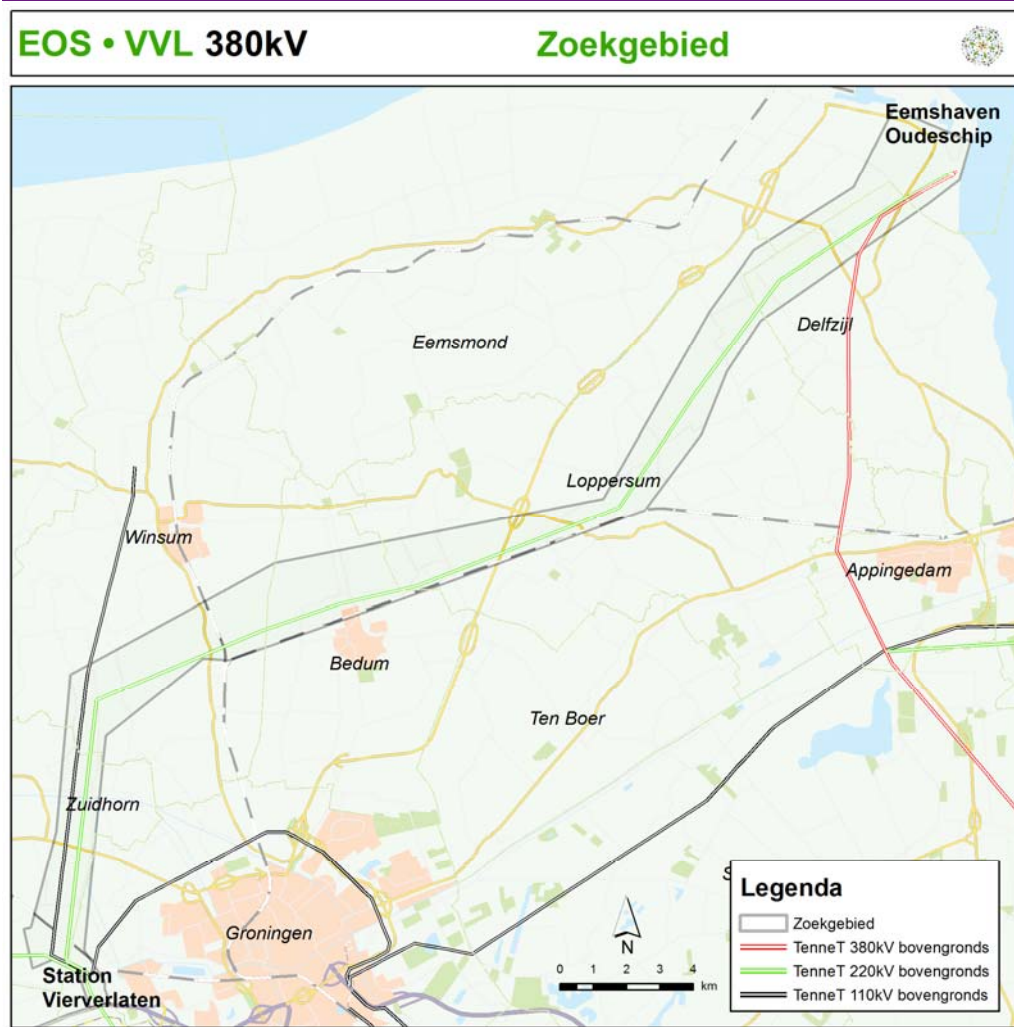 EOS • VVL 380kV
Zoekgebied
Eemshaven
Oudeschip
Delfzijl
Eemsmond
Loppersum
Winsum
Appingedam
Bedum
Ten Boer
Zuidhorn
Groningen
Station
Vierverlaten
N
0 1 2 3 4
km
Legenda
Zoekgebied
TenneT 380kV bovengronds
TenneT 220kV bovengronds
TenneT 110kV bovengronds